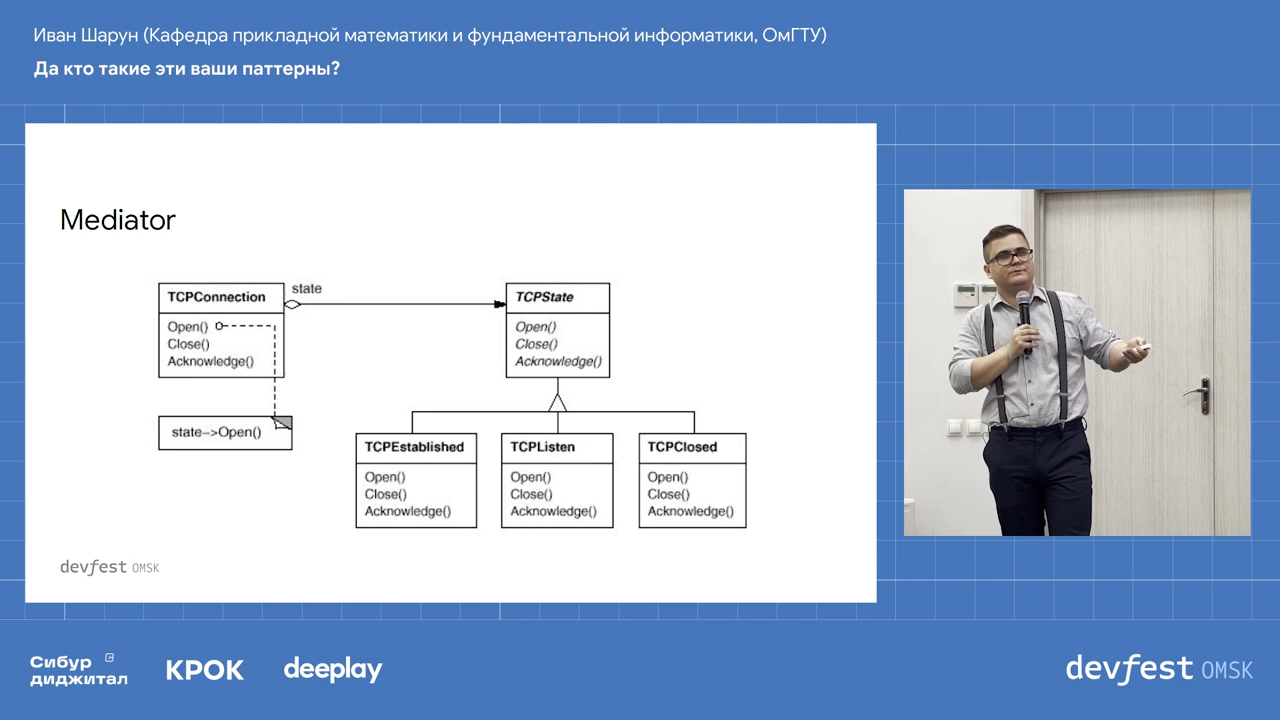 Иван Шарун (Кафедра прикладной математики и фундаментальной информатики, ОмГТУ)
Да кто такие эти ваши паттерны?
Mediator
TCPConnection
Open()
Close()
Acknowledge()
state
TCPState
Open()
Close()
Acknowledge()
state->Open()
TCPEstablished
Open()
Close()
Acknowledge()
TCPListen
Open()
Close()
Acknowledge()
TCPClosed
Open()
Close()
Acknowledge()
devfest OMSK
Сибур
диджитал
КРОК
deeplay
devfest OMSK